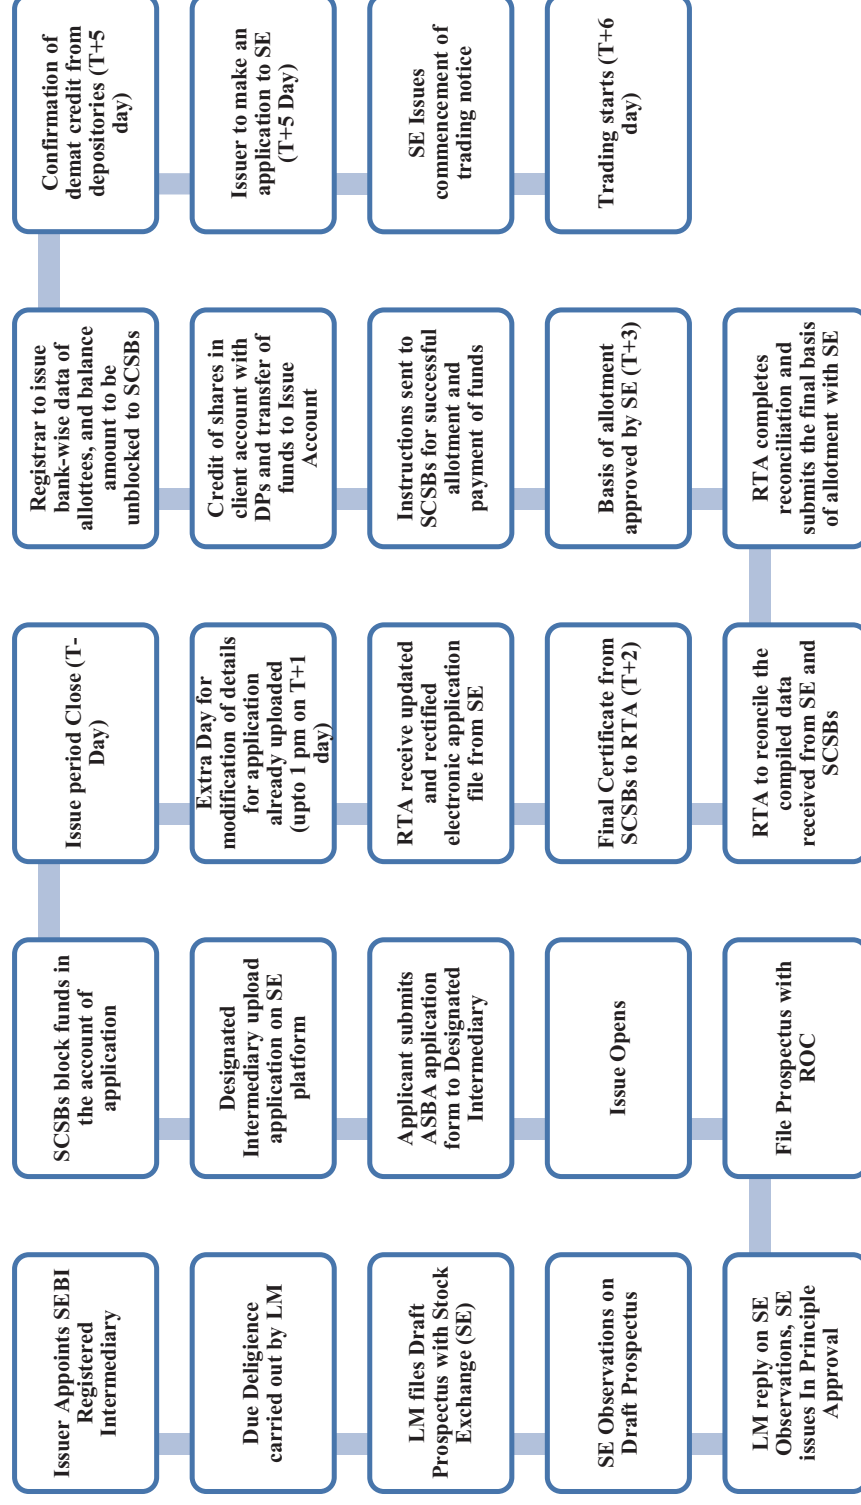 Issuer Appoints SEBI
Registered
Intermediary
Due Deligience
carried out by LM
LM files Draft
Prospectus with Stock
Exchange (SE)
SE Observations on
Draft Prospectus
LM reply on SE
Observations, SE
issues In Principle
Approval
File Prospectus with
ROC
Issue Opens
Applicant submits
ASBA application
form to Designated
Intermediary
Designated
Intermediary upload
application on SE
platform
SCSBs block funds in
the account of
application
Issue period Close (T-
Day)
Extra Day for
modification of details
for application
already uploaded
(upto 1 pm on T+1
day)
RTA receive updated
and rectified
electronic application
file from SE
Final Certificate from
SCSBs to RTA (T+2)
RTA to reconcile the
compiled data
received from SE and
SCSBs
RTA completes
reconciliation and
submits the final basis
of allotment with SE
Basis of allotment
approved by SE (T+3)
Instructions sent to
SCSBs for successful
allotment and
payment of funds
Credit of shares in
client account with
DPs and transfer of
funds to Issue
Account
Registrar to issue
bank-wise data of
allottees, and balance
amount to be
unblocked to SCSBs
Confirmation of
demat credit from
depositories (T+5
day)
Issuer to make an
application to SE
(T+5 Day)
SE Issues
commencement of
trading notice
Trading starts (T+6
day)